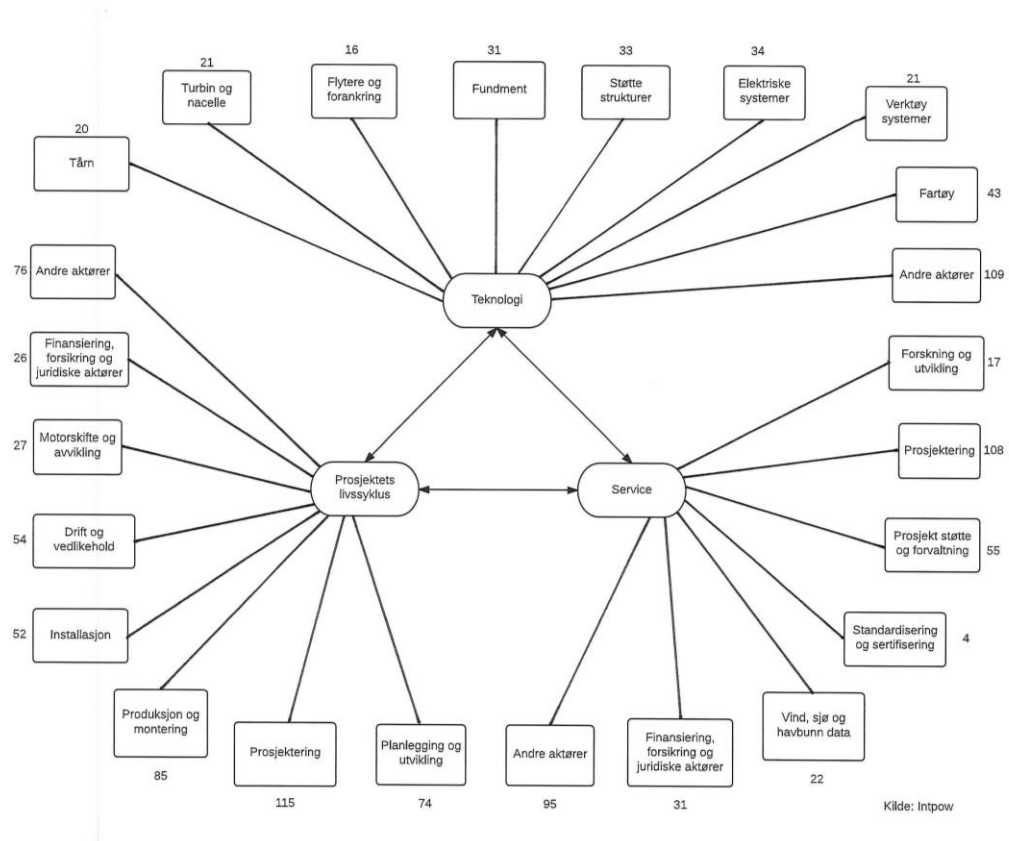 16
31
33
34
21
21
Turbin og
nacelle
Flytere og
forankring
Fundment
Støtte
strukturer
Elektriske
systemer
Verktøy
systemer
20
Tårn
Fartøy
43
76
Andre aktører
Teknologi
Andre aktører
109
26
Finansiering,
forsikring og
juridiske aktører
Forskning og
utvikling
17
27
Motorskifte og
avvikling
Prosjektering
108
Prosjektets
livssyklus
Service
54
Drift og
vedlikehold
Prosjekt støtte
og forvaltning
55
52
Installasjon
Standardisering
og sertifisering
4
Produksjon og
montering
85
Prosjektering
115
Planlegging og
utvikling
74
Andre aktører
95
Finansiering,
forsikring og
juridiske aktører
31
Vind, sjø og
havbunn data
22
Kilde: Intpow